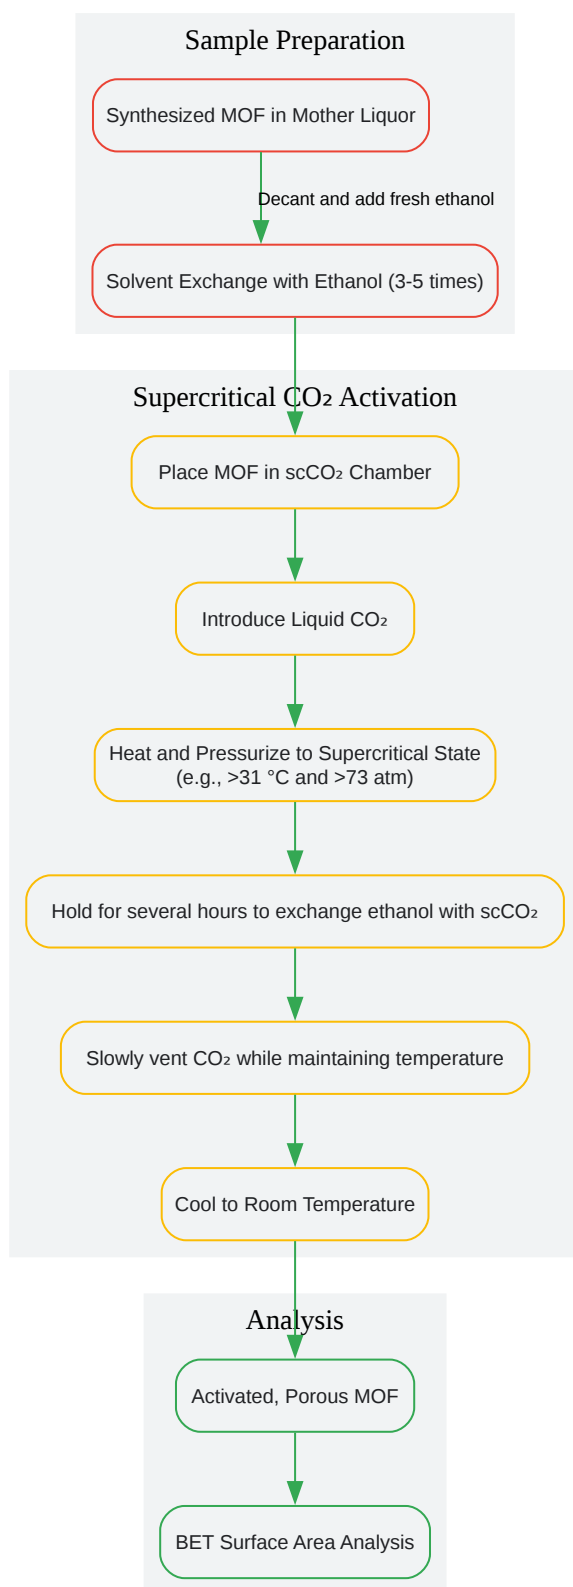 Sample Preparation
Synthesized MOF in Mother Liquor
Decant and add fresh ethanol
Solvent Exchange with Ethanol (3-5 times)
Supercritical CO₂ Activation
Place MOF in scCO₂ Chamber
Introduce Liquid CO₂
Heat and Pressurize to Supercritical State
(e.g., >31 °C and >73 atm)
Hold for several hours to exchange ethanol with scCO₂
Slowly vent CO₂ while maintaining temperature
Cool to Room Temperature
Analysis
Activated, Porous MOF
BET Surface Area Analysis